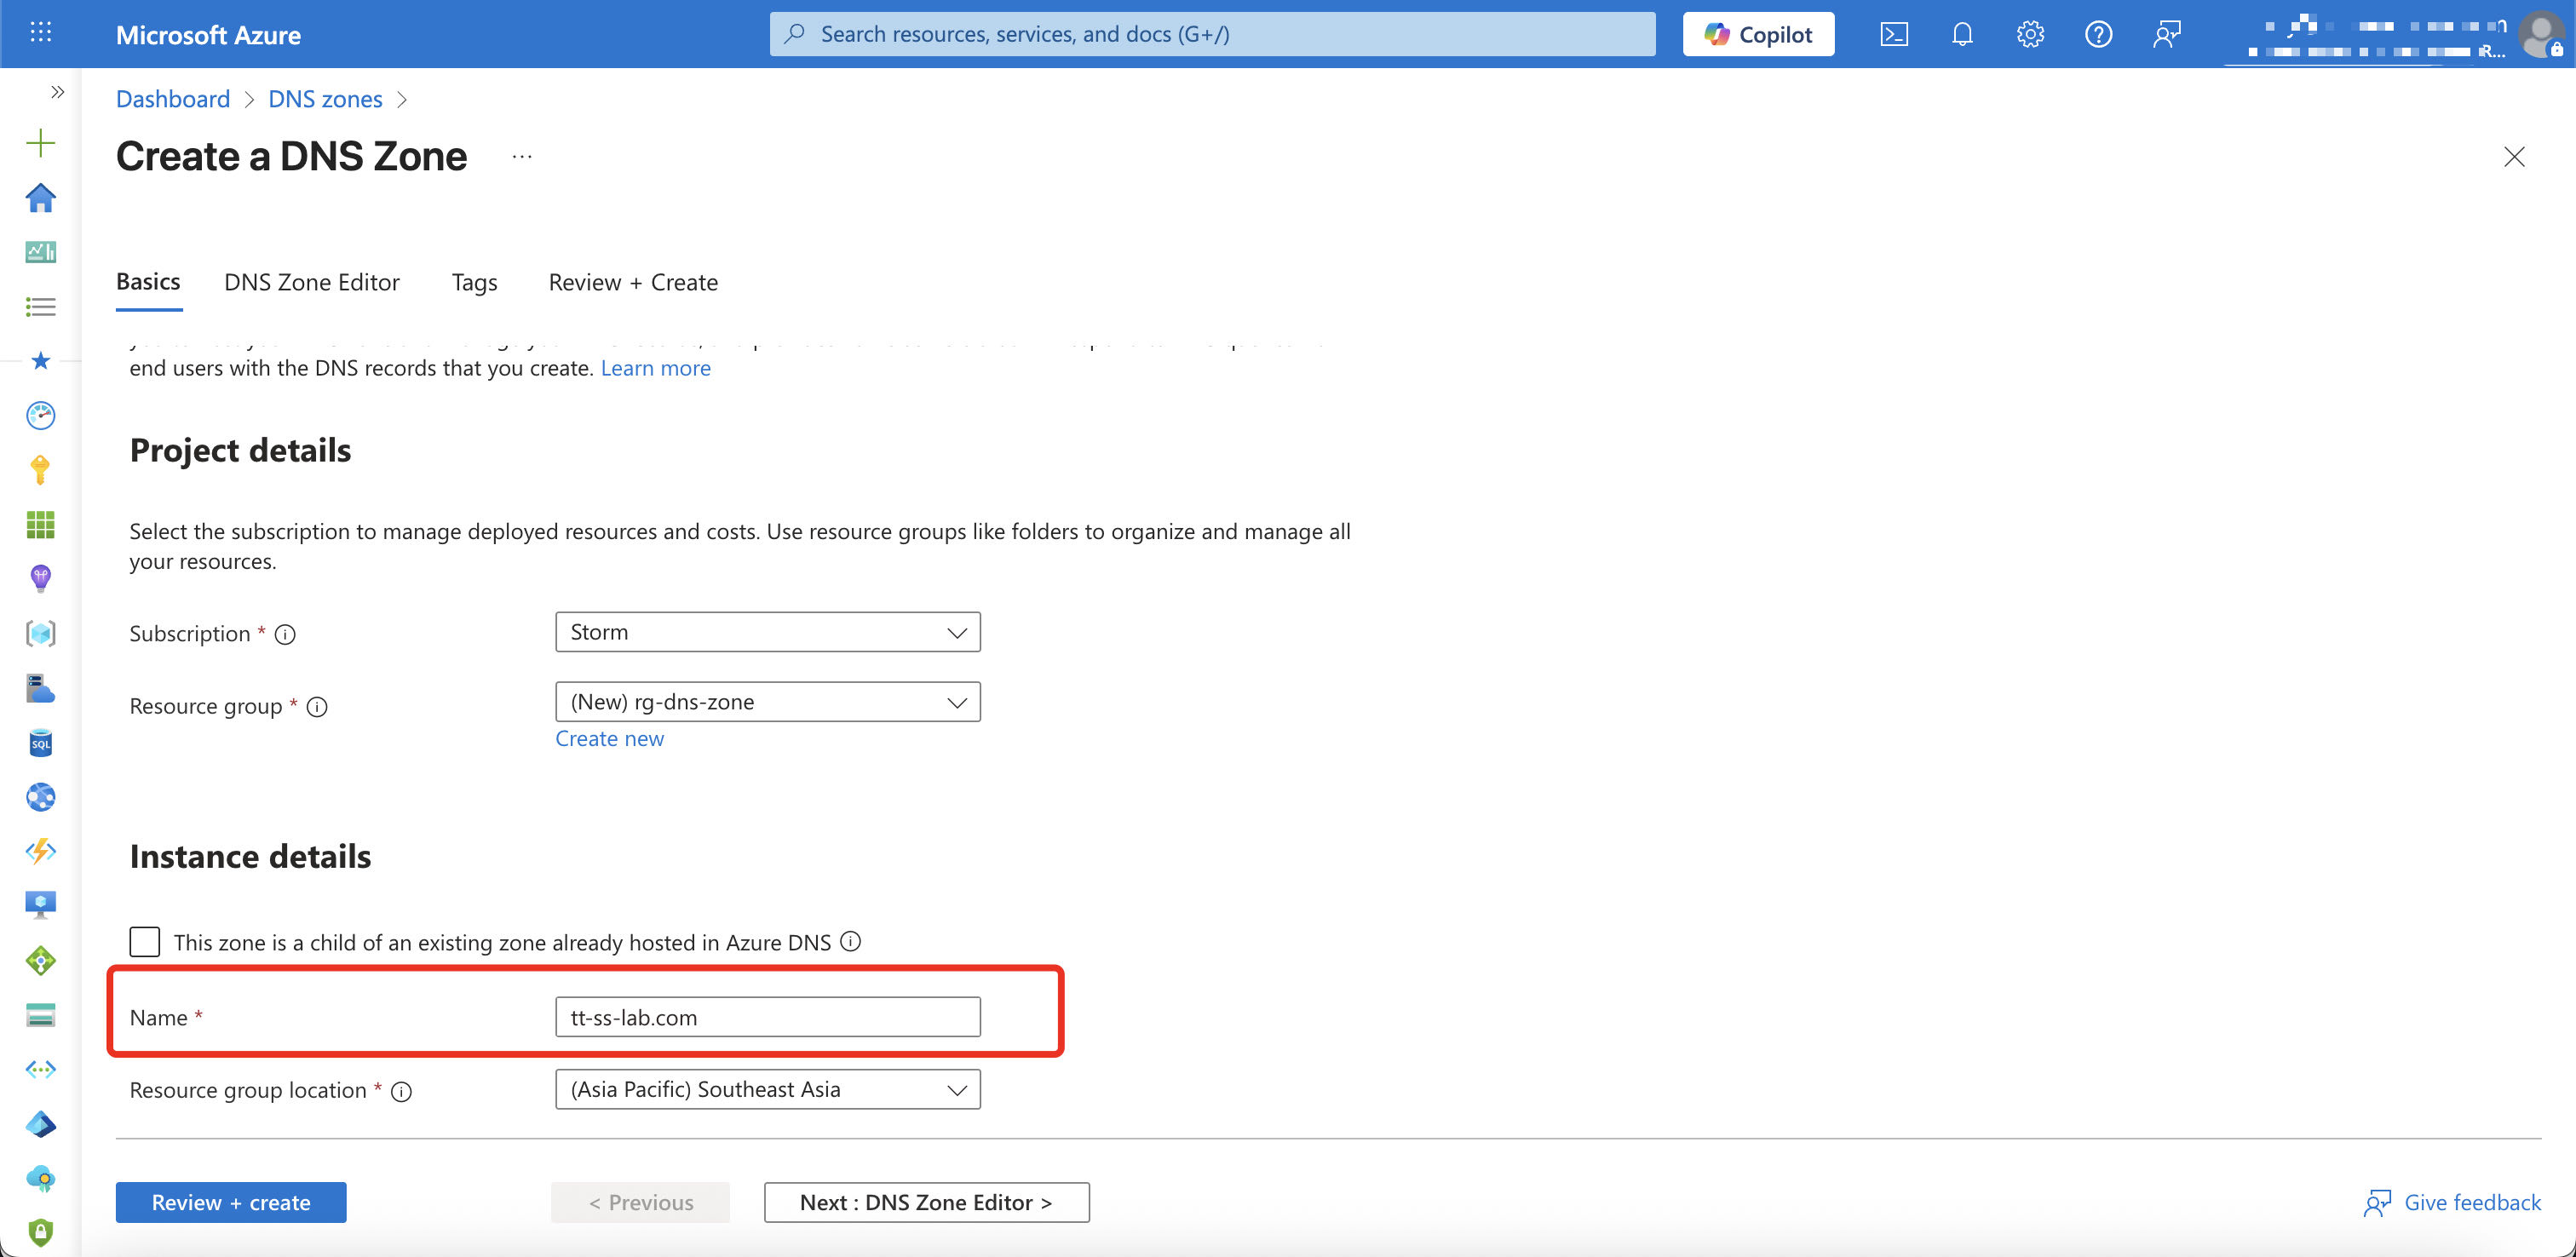 Microsoft Azure
Search resources, services, and docs (G+/)
Copilot
R...
Dashboard > DNS zones >
Create a DNS Zone ...
Basics DNS Zone Editor Tags Review + Create
end users with the DNS records that you create. Learn more
Project details
Select the subscription to manage deployed resources and costs. Use resource groups like folders to organize and manage all
your resources.
Subscription *
Storm
Resource group *
(New) rg-dns-zone
Create new
Instance details
This zone is a child of an existing zone already hosted in Azure DNS
Name *
tt-ss-lab.com
Resource group location *
(Asia Pacific) Southeast Asia
Review + create
< Previous
Next : DNS Zone Editor >
Give feedback
SQL